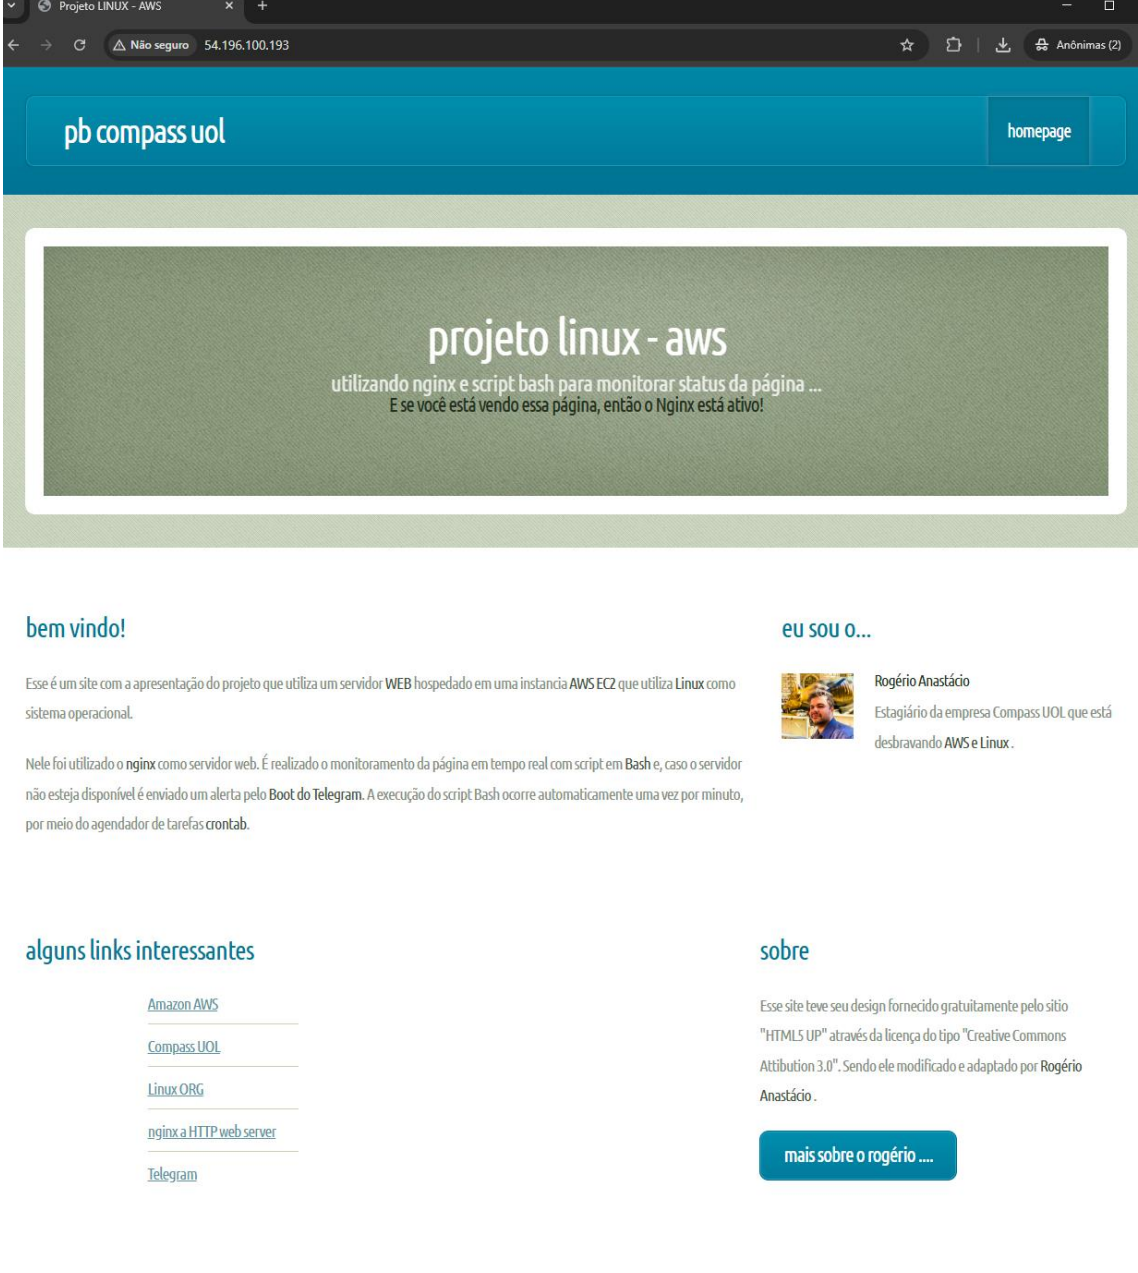 Projeto LINUX - AWS
Não seguro
54.196.100.193
Anônimas (2)
pb compass uol
homepage
projeto linux - aws
utilizando nginx e script bash para monitorar status da página ...
E se você está vendo essa página, então o Nginx está ativo!
bem vindo!
Esse é um site com a apresentação do projeto que utiliza um servidor WEB hospedado em uma instancia AWS EC2 que utiliza Linux como
sistema operacional.
Nele foi utilizado o nginx como servidor web. É realizado o monitoramento da página em tempo real com script em Bash e, caso o servidor
não esteja disponível é enviado um alerta pelo Boot do Telegram. A execução do script Bash ocorre automaticamente uma vez por minuto,
por meio do agendador de tarefas crontab.
eu sou o...
Rogério Anastácio
Estagiário da empresa Compass UOL que está
desbravando AWS e Linux .
alguns links interessantes
Amazon AWS
Compass UOL
Linux ORG
nginx a HTTP web server
Telegram
sobre
Esse site teve seu design fornecido gratuitamente pelo sitio
"HTML5 UP" através da licença do tipo "Creative Commons
Attibution 3.0". Sendo ele modificado e adaptado por Rogério
Anastácio .
mais sobre o rogério ....